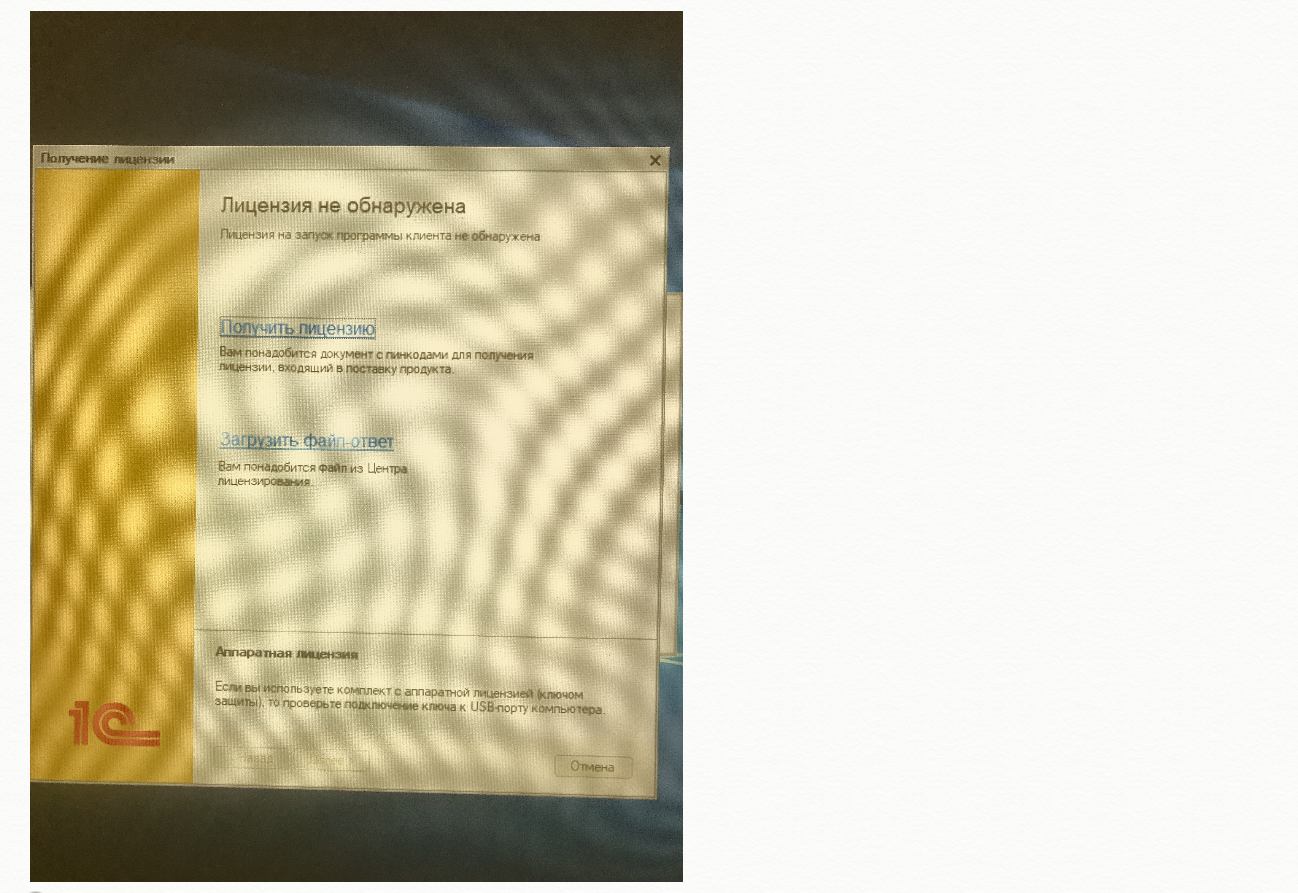 Получение лицензии
Лицензия не обнаружена
Лицензия на запуск программы клиента не обнаружена
Получить лицензию
Вам понадобится документ с пинкодами для получения
лицензии, входящий в поставку продукта.
Загрузить файл-ответ
Вам понадобится файл из Центра
лицензирования.
Аппаратная лицензия
Если вы используете комплект с аппаратной лицензией (ключом
защиты), то проверьте подключение ключа к USB-порту компьютера.
1С
Назад
Отмена